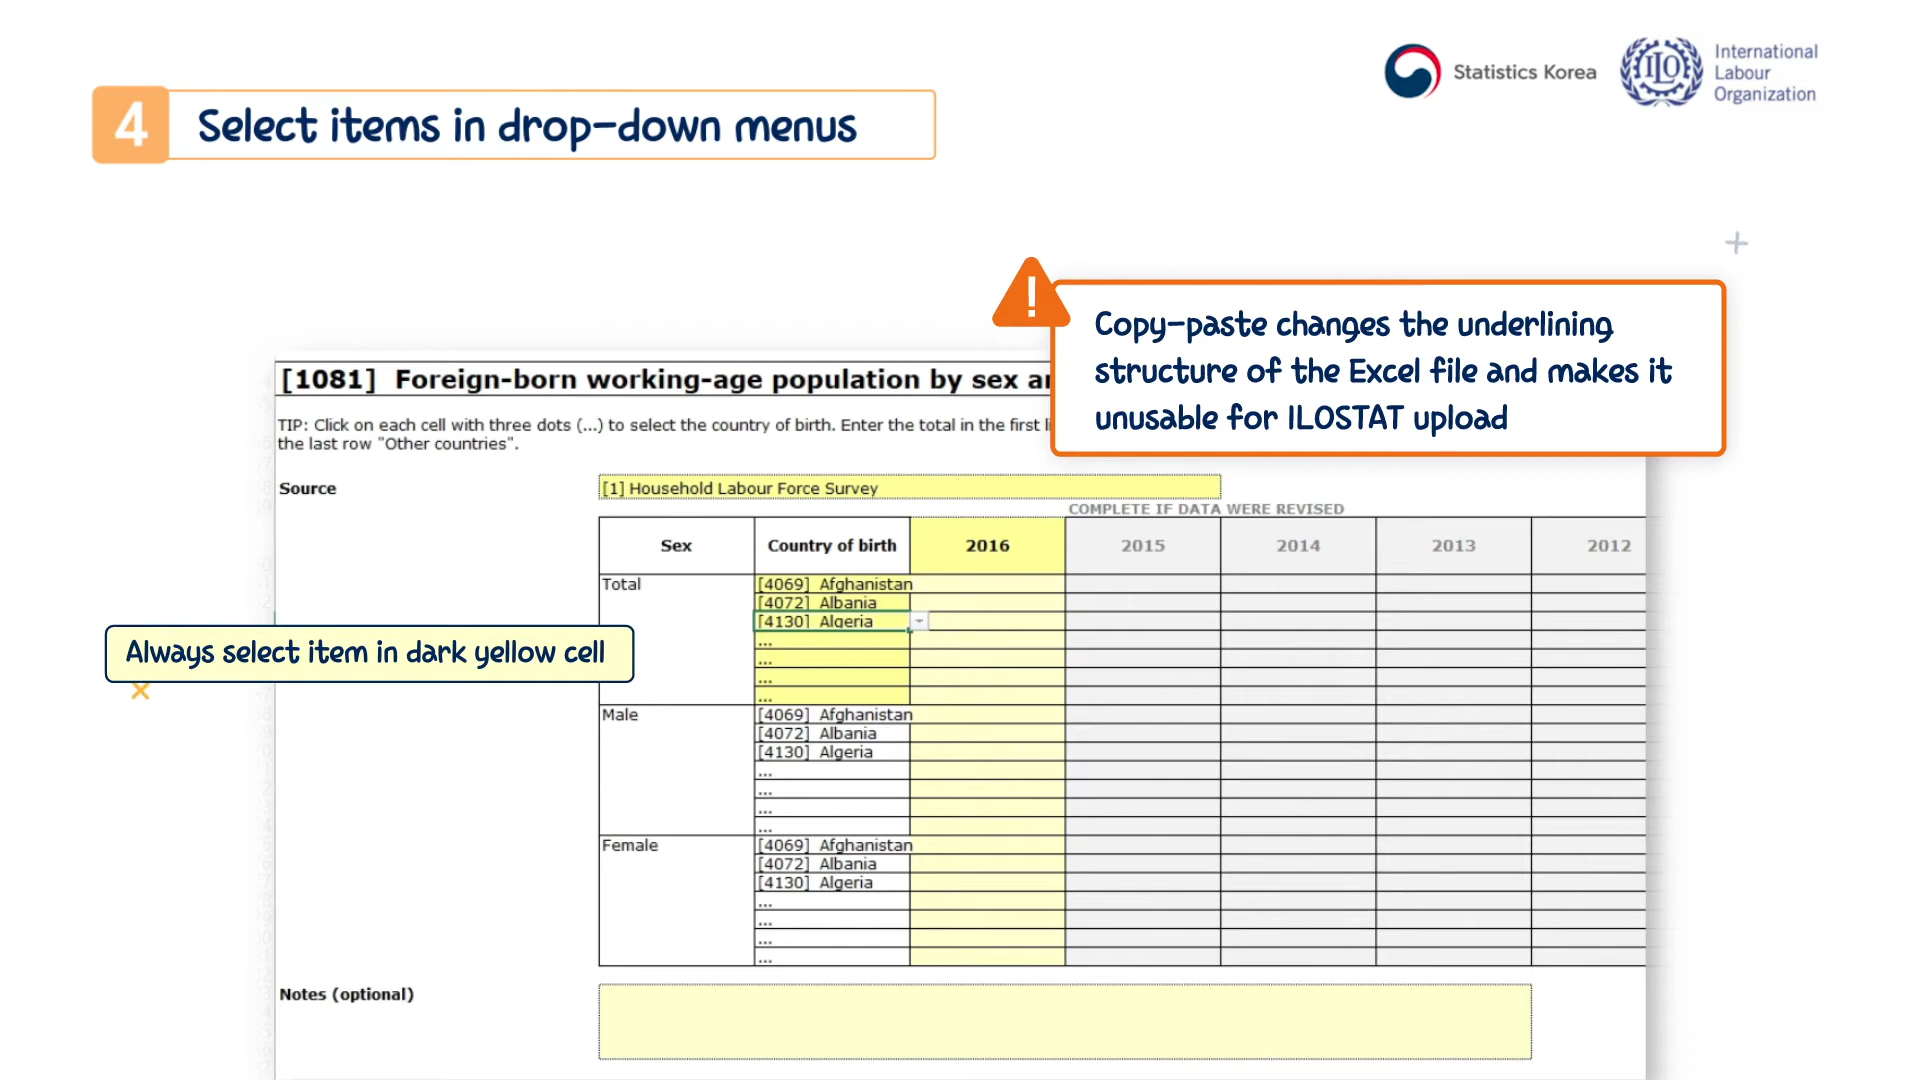 Statistics Korea
International
Labour
Organization
4 Select items in drop-down menus
Copy-paste changes the underlining
structure of the Excel file and makes it
unusable for ILOSTAT upload
[1081] Foreign-born working-age population by sex
TIP: Click on each cell with three dots (...) to select the country of birth. Enter the total in the first
the last row "Other countries".
Source [1] Household Labour Force Survey
COMPLETE IF DATA WERE REVISED
Sex Country of birth 2016 2015 2014 2013 2012
Total [4069] Afghanistan
[4072] Albania
[4130] Algeria
...
...
...
...
Always select item in dark yellow cell
Male [4069] Afghanistan
[4072] Albania
[4130] Algeria
...
...
...
...
Female [4069] Afghanistan
[4072] Albania
[4130] Algeria
...
...
...
...
Notes (optional)